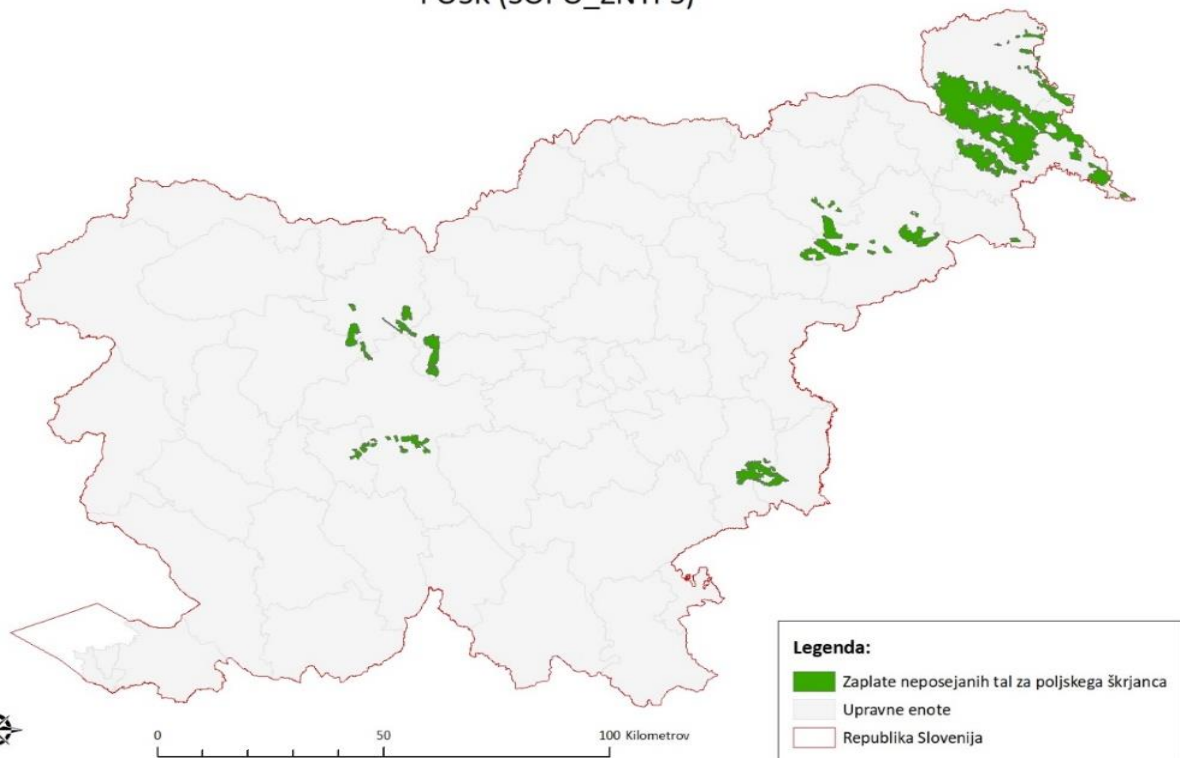 Legenda:
Zaplate neposejanih tal za poljskega škrjanca
Upravne enote
Republika Slovenija
0 50 100 Kilometrov